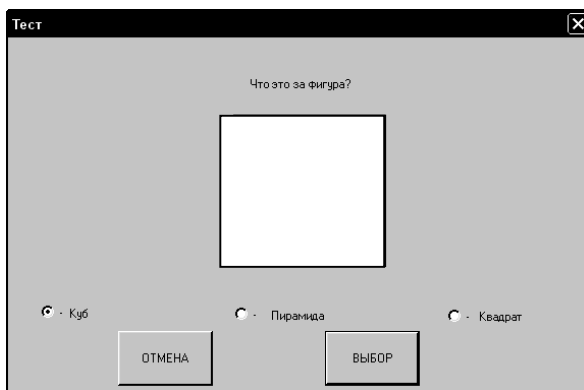 Тест
Что это за фигура?
- Куб
- Пирамида
- Квадрат
ОТМЕНА
ВЫБОР